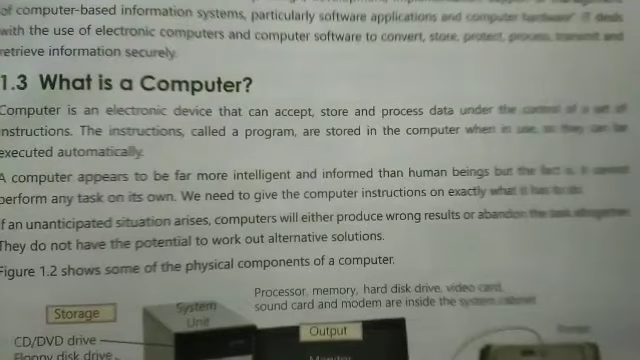 of computer-based information systems, particularly software applications and computer hardware". IT deals
with the use of electronic computers and computer software to convert, store, protect, process, transmit and
retrieve information securely.
1.3 What is a Computer?
Computer is an electronic device that can accept, store and process data under the control of a set of
instructions. The instructions, called a program, are stored in the computer when in use, so they can be
executed automatically.
A computer appears to be far more intelligent and informed than human beings but the fact is, it cannot
perform any task on its own. We need to give the computer instructions on exactly what it has to do.
If an unanticipated situation arises, computers will either produce wrong results or abandon the task altogether.
They do not have the potential to work out alternative solutions.
Figure 1.2 shows some of the physical components of a computer.
Processor, memory, hard disk drive, video card,
sound card and modem are inside the system cabinet
Storage
System
Unit
Output
CD/DVD drive
Floppy disk drive
Monitor